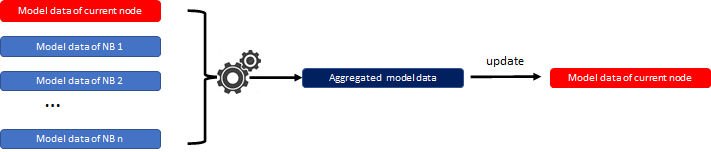 Model data of current node
Model data of NB 1
Model data of NB 2
...
Model data of NB n
Aggregated model data
update
Model data of current node